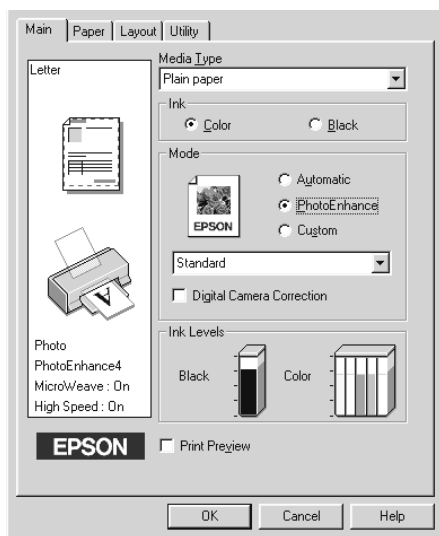 Main Paper Layout Utility
Letter
Media Type
Plain paper
Ink
Color Black
Mode
EPSON
Automatic
PhotoEnhance
Custom
Standard
Digital Camera Correction
A
Photo
PhotoEnhance4
MicroWeave : On
High Speed : On
Ink Levels
Black Color
EPSON
Print Preview
OK Cancel Help